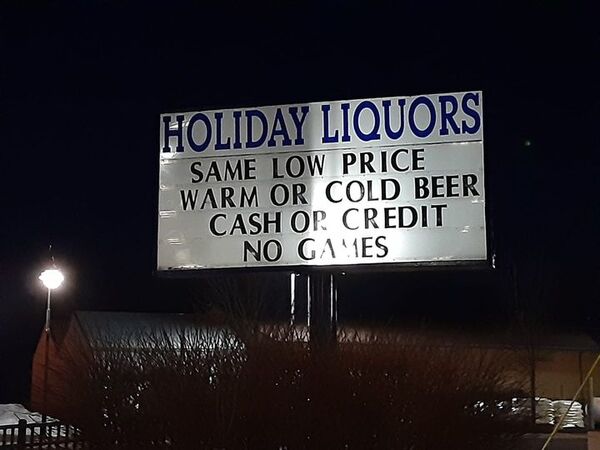 HOLIDAY LIQUORS
SAME LOW PRICE
WARM OR COLD BEER
CASH OR CREDIT
NO GAMES